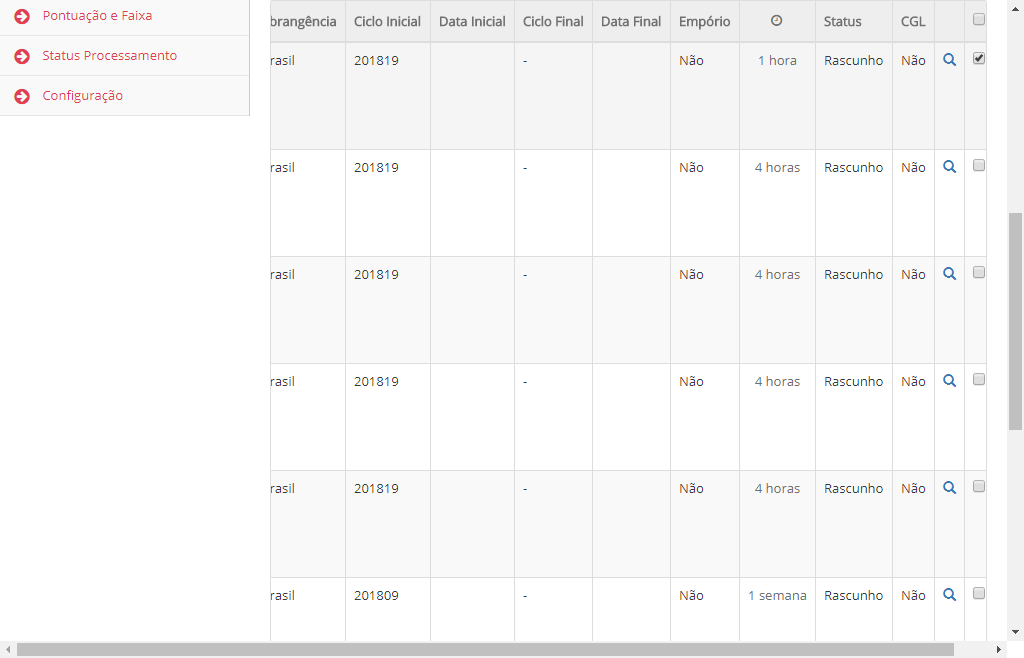 Pontuação e Faixa
Status Processamento
Configuração
brangência Ciclo Inicial Data Inicial Ciclo Final Data Final Empório Status CGL
rasil 201819 - Não 1 hora Rascunho Não
rasil 201819 - Não 4 horas Rascunho Não
rasil 201819 - Não 4 horas Rascunho Não
rasil 201819 - Não 4 horas Rascunho Não
rasil 201819 - Não 4 horas Rascunho Não
rasil 201809 - Não 1 semana Rascunho Não